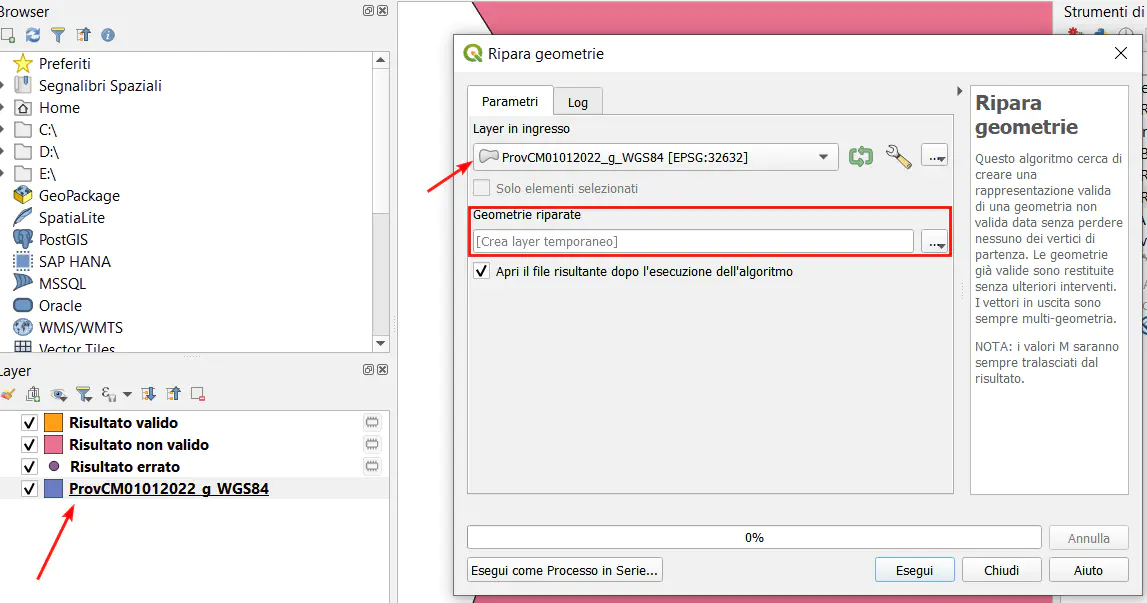 Browser
Preferiti
Segnalibri Spaziali
Home
C:\
D:\
E:\
GeoPackage
SpatiaLite
PostGIS
SAP HANA
MSSQL
Oracle
WMS/WMTS
Vector Tiles
Layer
Risultato valido
Risultato non valido
Risultato errato
ProvCM01012022_g_WGS84
Strumenti di
Ripara geometrie
Parametri
Log
Layer in ingresso
ProvCM01012022_g_WGS84 [EPSG:32632]
...
Solo elementi selezionati
Geometrie riparate
[Crea layer temporaneo]
...
Apri il file risultante dopo l'esecuzione dell'algoritmo
Ripara
geometrie
Questo algoritmo cerca di
creare una
rappresentazione valida
di una geometria non
valida data senza perdere
nessuno dei vertici di
partenza. Le geometrie
già valide sono restituite
senza ulteriori interventi.
I vettori in uscita sono
sempre multi-geometria.
NOTA: i valori M saranno
sempre tralasciati dal
risultato.
0%
Annulla
Esegui come Processo in Serie...
Esegui
Chiudi
Aiuto